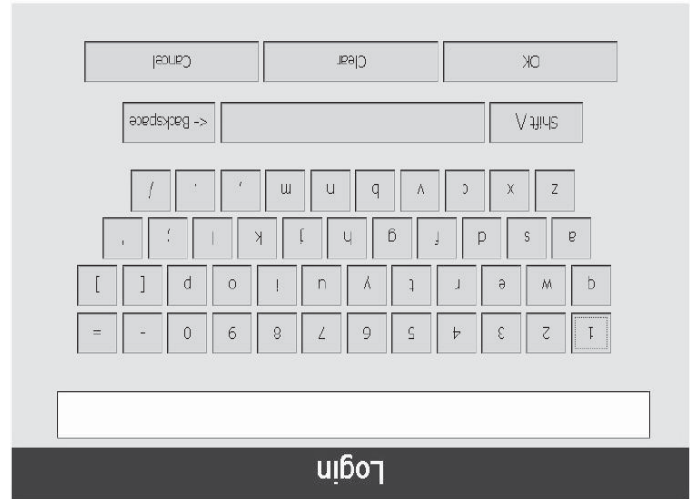 Login
1 2 3 4 5 6 7 8 9 0 - =
q w e r t y u i o p [ ]
a s d f g h j k l ; '
z x c v b n m , . /
Shift /\ <- Backspace
OK Clear Cancel